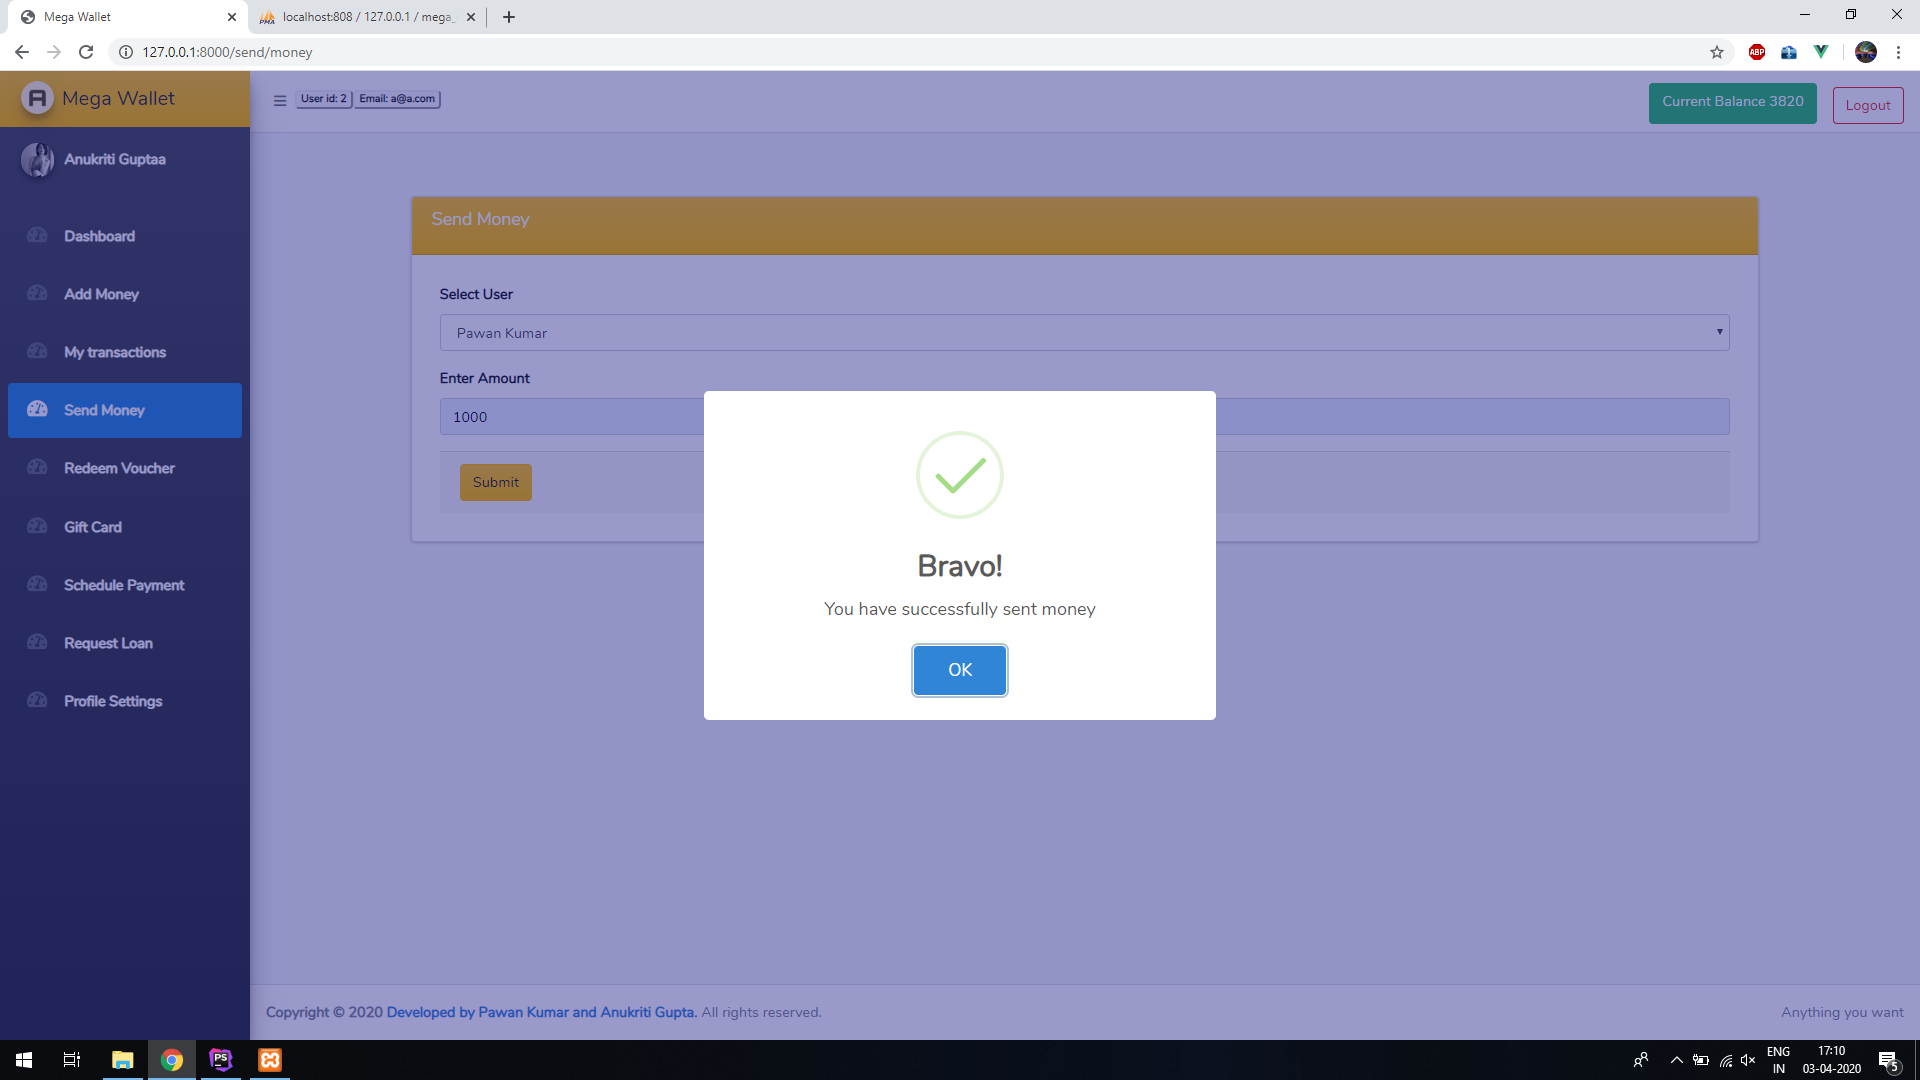 Mega Wallet
localhost:808 / 127.0.0.1 / mega_
127.0.0.1:8000/send/money
ABP
A Mega Wallet
User id: 2 Email: a@a.com
Current Balance 3820
Logout
Anukriti Guptaa
Dashboard
Add Money
My transactions
Send Money
Redeem Voucher
Gift Card
Schedule Payment
Request Loan
Profile Settings
Send Money
Select User
Pawan Kumar
Enter Amount
1000
Submit
Bravo!
You have successfully sent money
OK
Copyright © 2020 Developed by Pawan Kumar and Anukriti Gupta. All rights reserved.
Anything you want
PS
ENG
IN
17:10
03-04-2020
5